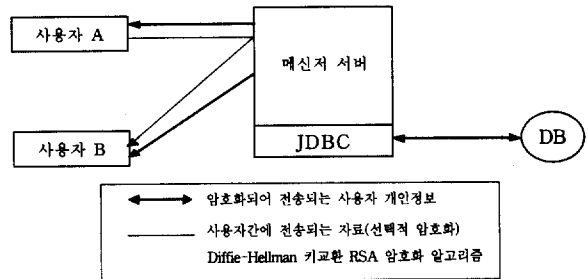 사용자 A
메신저 서버
사용자 B
JDBC
DB
암호화되어 전송되는 사용자 개인정보
사용자간에 전송되는 자료(선택적 암호화)
Diffie-Hellman 키교환 RSA 암호화 알고리즘